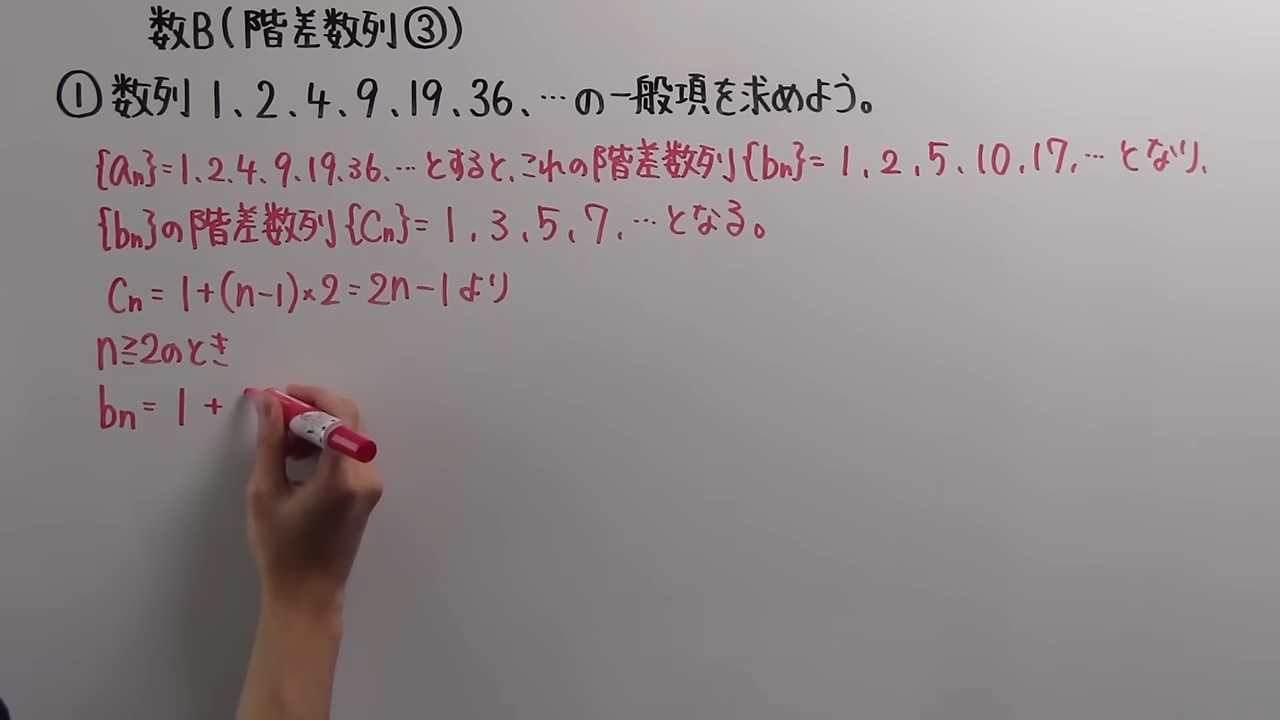 数B(階差数列③)
①数列 1、2、4、9、19、36、…の一般項を求めよう。
{an}=1、2、4、9、19、36、…とすると、これの階差数列{bn}=1、2、5、10、17、…となり、
{bn}の階差数列{Cn}=1、3、5、7、…となる。
Cn=1+(n-1)×2=2n-1より
n≧2のとき
bn=1+